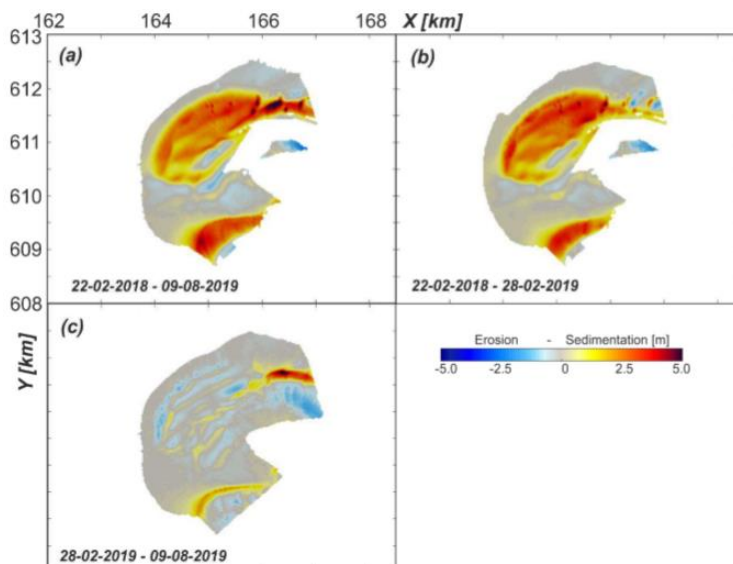 162 164 166 168 X [km]
613
(a) (b)
612
611
610
609
22-02-2018 - 09-08-2019 22-02-2018 - 28-02-2019
608
(c)
Erosion - Sedimentation [m]
-5.0 -2.5 0 2.5 5.0
Y [km]
28-02-2019 - 09-08-2019